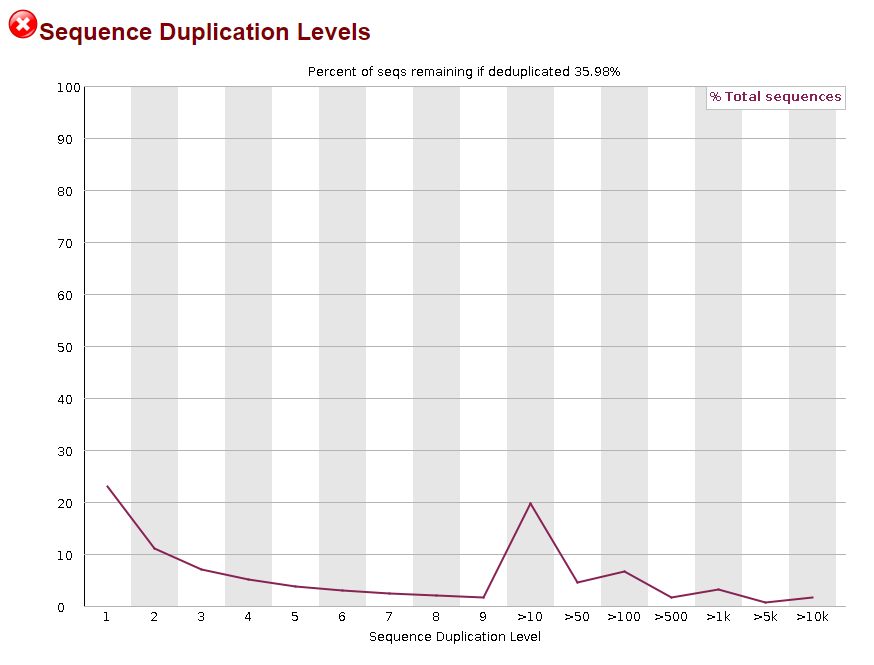 Sequence Duplication Levels
Percent of seqs remaining if deduplicated 35.98%
% Total sequences
100
90
80
70
60
50
40
30
20
10
0
1 2 3 4 5 6 7 8 9 >10 >50 >100 >500 >1k >5k >10k
Sequence Duplication Level